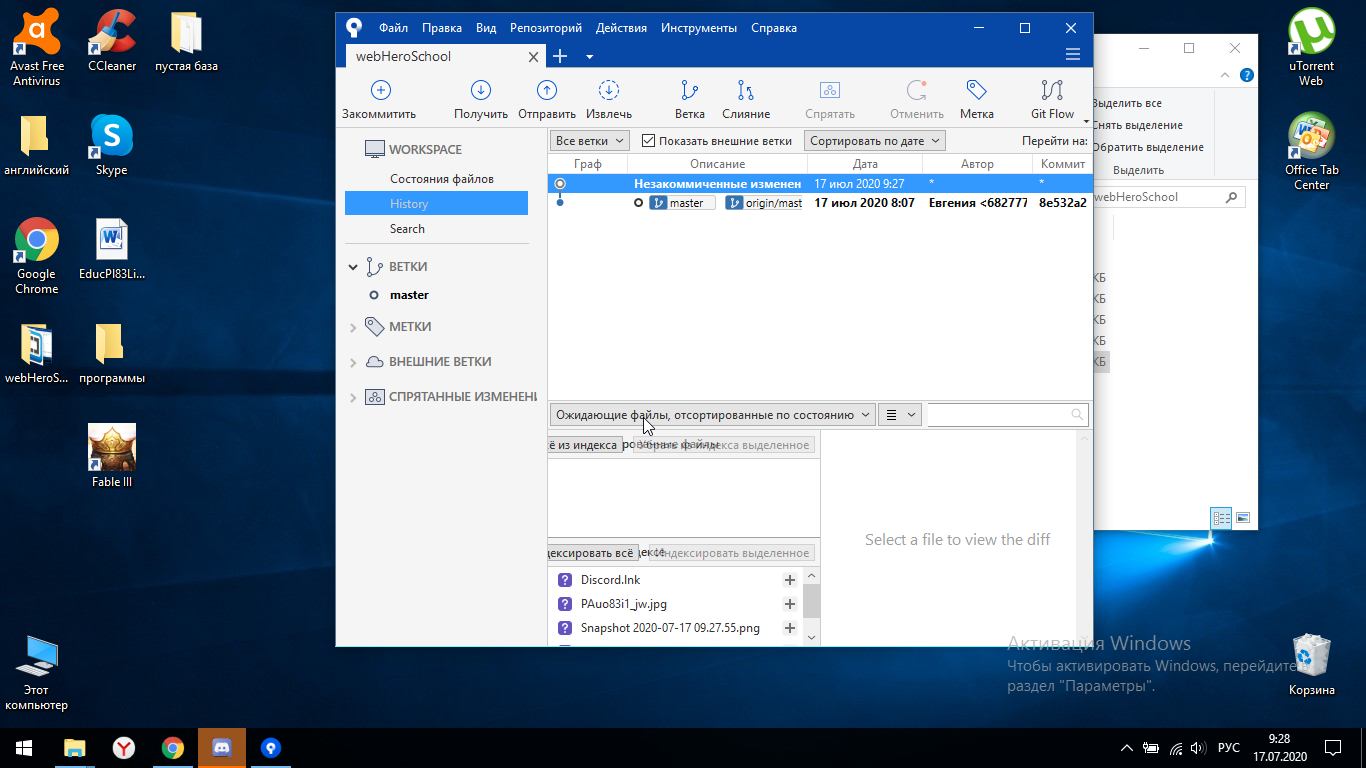 Avast Free
Antivirus
CCleaner
пустая база
английский
Skype
Google
Chrome
EducPI83Li...
webHeroS...
программы
Fable III
Этот
компьютер
Файл Правка Вид Репозиторий Действия Инструменты Справка
webHeroSchool
Закоммитить Получить Отправить Извлечь Ветка Слияние Спрятать Отменить Метка Git Flow
WORKSPACE
Состояния файлов
History
Search
ВЕТКИ
master
МЕТКИ
ВНЕШНИЕ ВЕТКИ
СПРЯТАННЫЕ ИЗМЕНЕНИ
Все ветки Показать внешние ветки Сортировать по дате Перейти на:
Граф Описание Дата Автор Коммит
Незакоммиченные изменен 17 июл 2020 9:27 * *
master origin/mast 17 июл 2020 8:07 Евгения <682777 8e532a2
Ожидающие файлы, отсортированные по состоянию
ё из индекса Убрать из индекса выделенное
дексировать всё Индексировать выделенное
Discord.lnk
PAuo83i1_jw.jpg
Snapshot 2020-07-17 09.27.55.png
Select a file to view the diff
Выделить все
Снять выделение
Обратить выделение
Выделить
webHeroSchool
КБ
КБ
КБ
КБ
КБ
uTorrent
Web
Office Tab
Center
Корзина
Активация Windows
Чтобы активировать Windows, перейдите в
раздел "Параметры".
РУС
9:28
17.07.2020